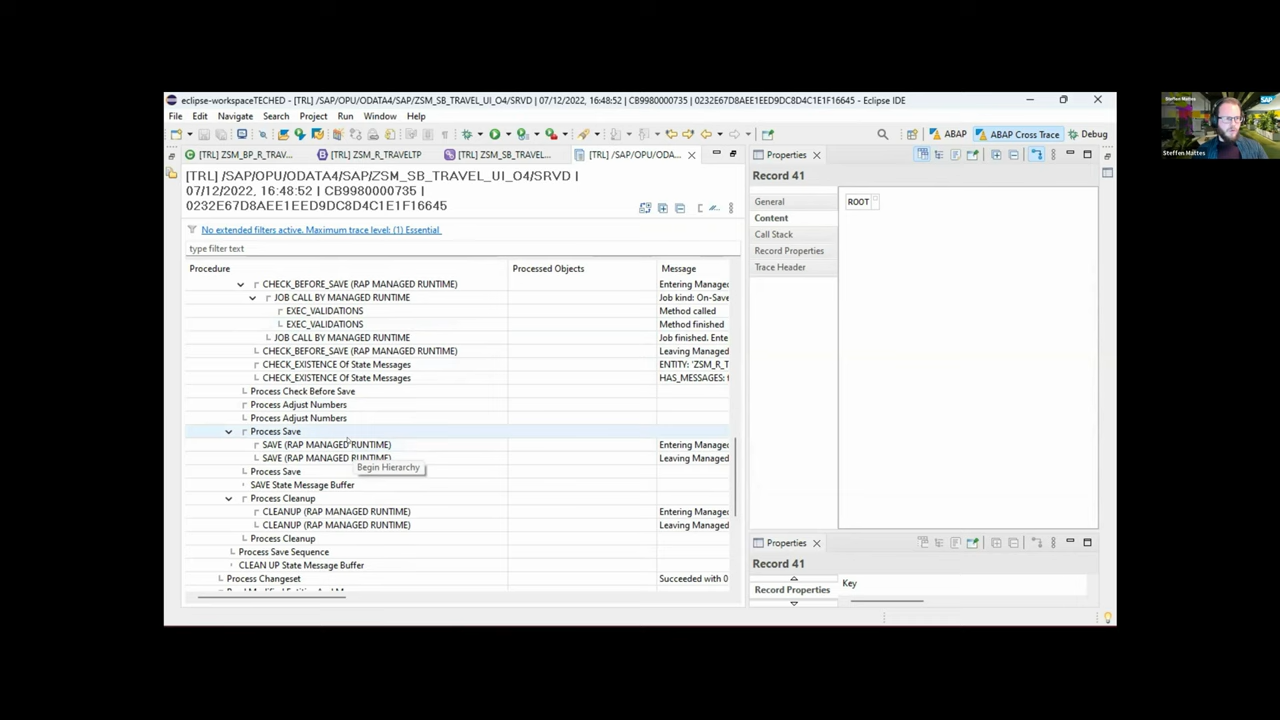 eclipse-workspaceTECHED - [TRL] /SAP/OPU/ODATA4/SAP/ZSM_SB_TRAVEL_UI_O4/SRVD | 07/12/2022, 16:48:52 | CB9980000735 | 0232E67D8AEE1EED9DC8D4C1E1F16645 - Eclipse IDE
File Edit Navigate Search Project Run Window Help
ABAP ABAP Cross Trace Debug
[TRL] ZSM_BP_R_TRAV... [TRL] ZSM_R_TRAVELTP [TRL] ZSM_SB_TRAVEL... [TRL] /SAP/OPU/ODA...
[TRL] /SAP/OPU/ODATA4/SAP/ZSM_SB_TRAVEL_UI_O4/SRVD |
07/12/2022, 16:48:52 | CB9980000735 |
0232E67D8AEE1EED9DC8D4C1E1F16645
No extended filters active. Maximum trace level: (1) Essential
type filter text
Procedure Processed Objects Message
CHECK_BEFORE_SAVE (RAP MANAGED RUNTIME) Entering Manage
JOB CALL BY MANAGED RUNTIME Job kind: On-Save
EXEC_VALIDATIONS Method called
EXEC_VALIDATIONS Method finished
JOB CALL BY MANAGED RUNTIME Job finished. Ente
CHECK_BEFORE_SAVE (RAP MANAGED RUNTIME) Leaving Managed
CHECK_EXISTENCE Of State Messages ENTITY: 'ZSM_R_T
CHECK_EXISTENCE Of State Messages HAS_MESSAGES: f
Process Check Before Save
Process Adjust Numbers
Process Adjust Numbers
Process Save
SAVE (RAP MANAGED RUNTIME) Entering Manage
SAVE (RAP MANAGED RUNTIME) Leaving Managed
Begin Hierarchy
Process Save
SAVE State Message Buffer
Process Cleanup
CLEANUP (RAP MANAGED RUNTIME) Entering Manage
CLEANUP (RAP MANAGED RUNTIME) Leaving Managed
Process Cleanup
Process Save Sequence
CLEAN UP State Message Buffer
Process Changeset Succeeded with 0
Properties
Record 41
General
Content
Call Stack
Record Properties
Trace Header
ROOT
Properties
Record 41
Record Properties
Key
Steffen Mattes
SAP
Steffen Mattes